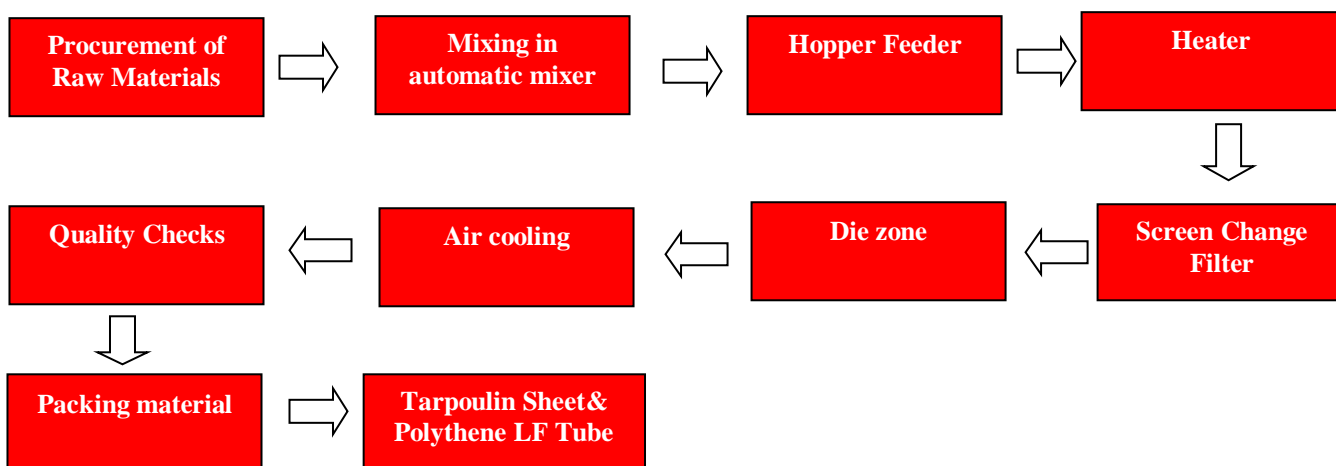 Procurement of
Raw Materials
Mixing in
automatic mixer
Hopper Feeder
Heater
Screen Change
Filter
Die zone
Air cooling
Quality Checks
Packing material
Tarpoulin Sheet&
Polythene LF Tube